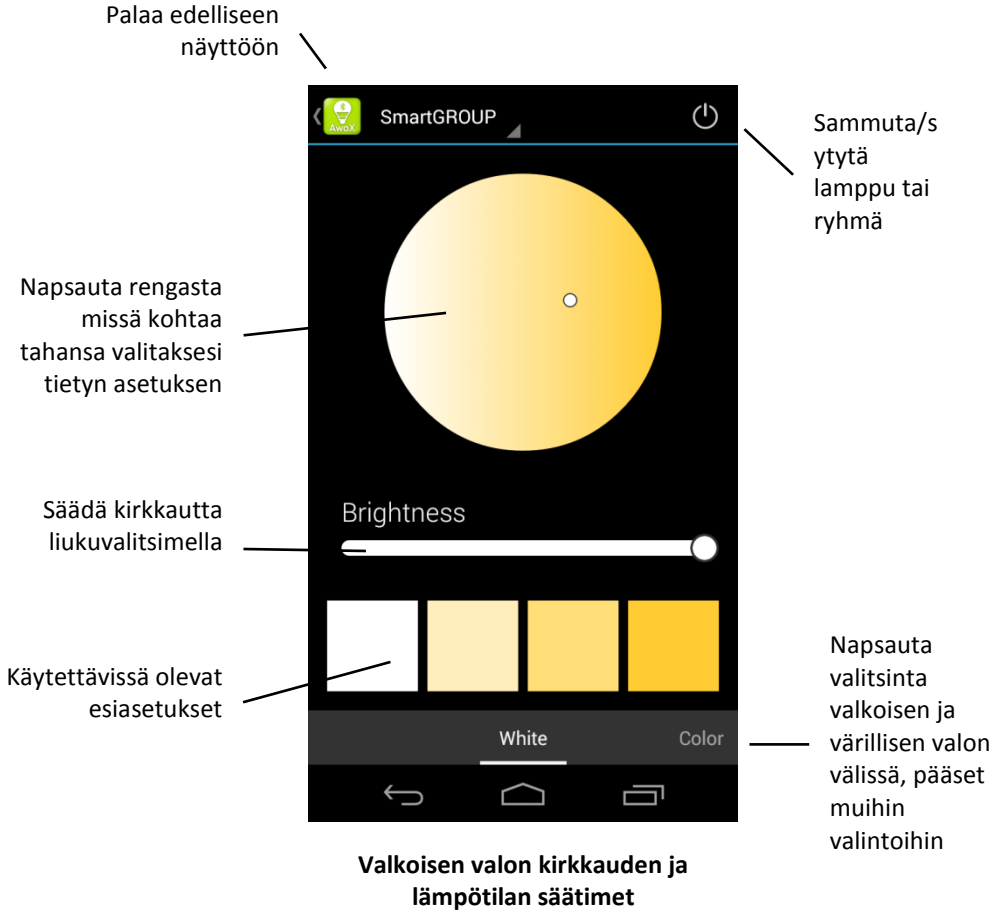 Palaa edelliseen
näyttöön
AwoX
SmartGROUP
Sammuta/s
ytytä
lamppu tai
ryhmä
Napsauta rengasta
missä kohtaa
tahansa valitaksesi
tietyn asetuksen
Säädä kirkkautta
liukuvalitsimella
Brightness
Käytettävissä olevat
esiasetukset
White
Color
Napsauta
valitsinta
valkoisen ja
värillisen valon
välissä, pääset
muihin
valintoihin
Valkoisen valon kirkkauden ja
lämpötilan säätimet